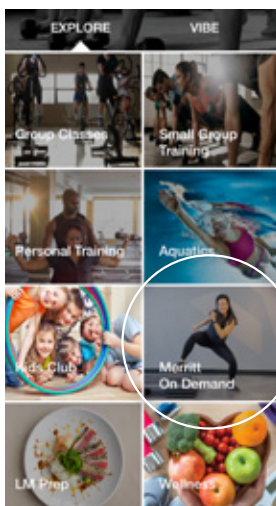 EXPLORE VIBE
Group Classes
Small Group
Training
Personal Training
Aquatics
Kids Club
Merritt
On Demand
LM Prep
Wellness